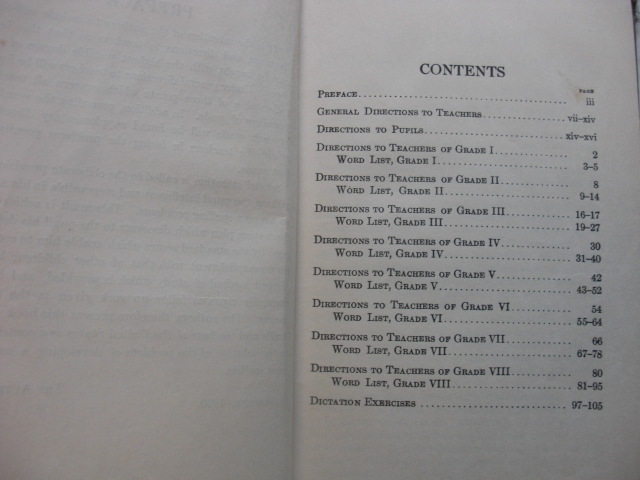 CONTENTS
PAGE
PREFACE.................................................. iii
GENERAL DIRECTIONS TO TEACHERS................... vii-xiv
DIRECTIONS TO PUPILS.............................. xiv-xvi
DIRECTIONS TO TEACHERS OF GRADE I............... 2
WORD LIST, GRADE I............................. 3-5
DIRECTIONS TO TEACHERS OF GRADE II.............. 8
WORD LIST, GRADE II............................ 9-14
DIRECTIONS TO TEACHERS OF GRADE III............. 16-17
WORD LIST, GRADE III........................... 19-27
DIRECTIONS TO TEACHERS OF GRADE IV.............. 30
WORD LIST, GRADE IV............................ 31-40
DIRECTIONS TO TEACHERS OF GRADE V............... 42
WORD LIST, GRADE V............................. 43-52
DIRECTIONS TO TEACHERS OF GRADE VI.............. 54
WORD LIST, GRADE VI............................ 55-64
DIRECTIONS TO TEACHERS OF GRADE VII............. 66
WORD LIST, GRADE VII........................... 67-78
DIRECTIONS TO TEACHERS OF GRADE VIII............ 80
WORD LIST, GRADE VIII.......................... 81-95
DICTATION EXERCISES ............................. 97-105